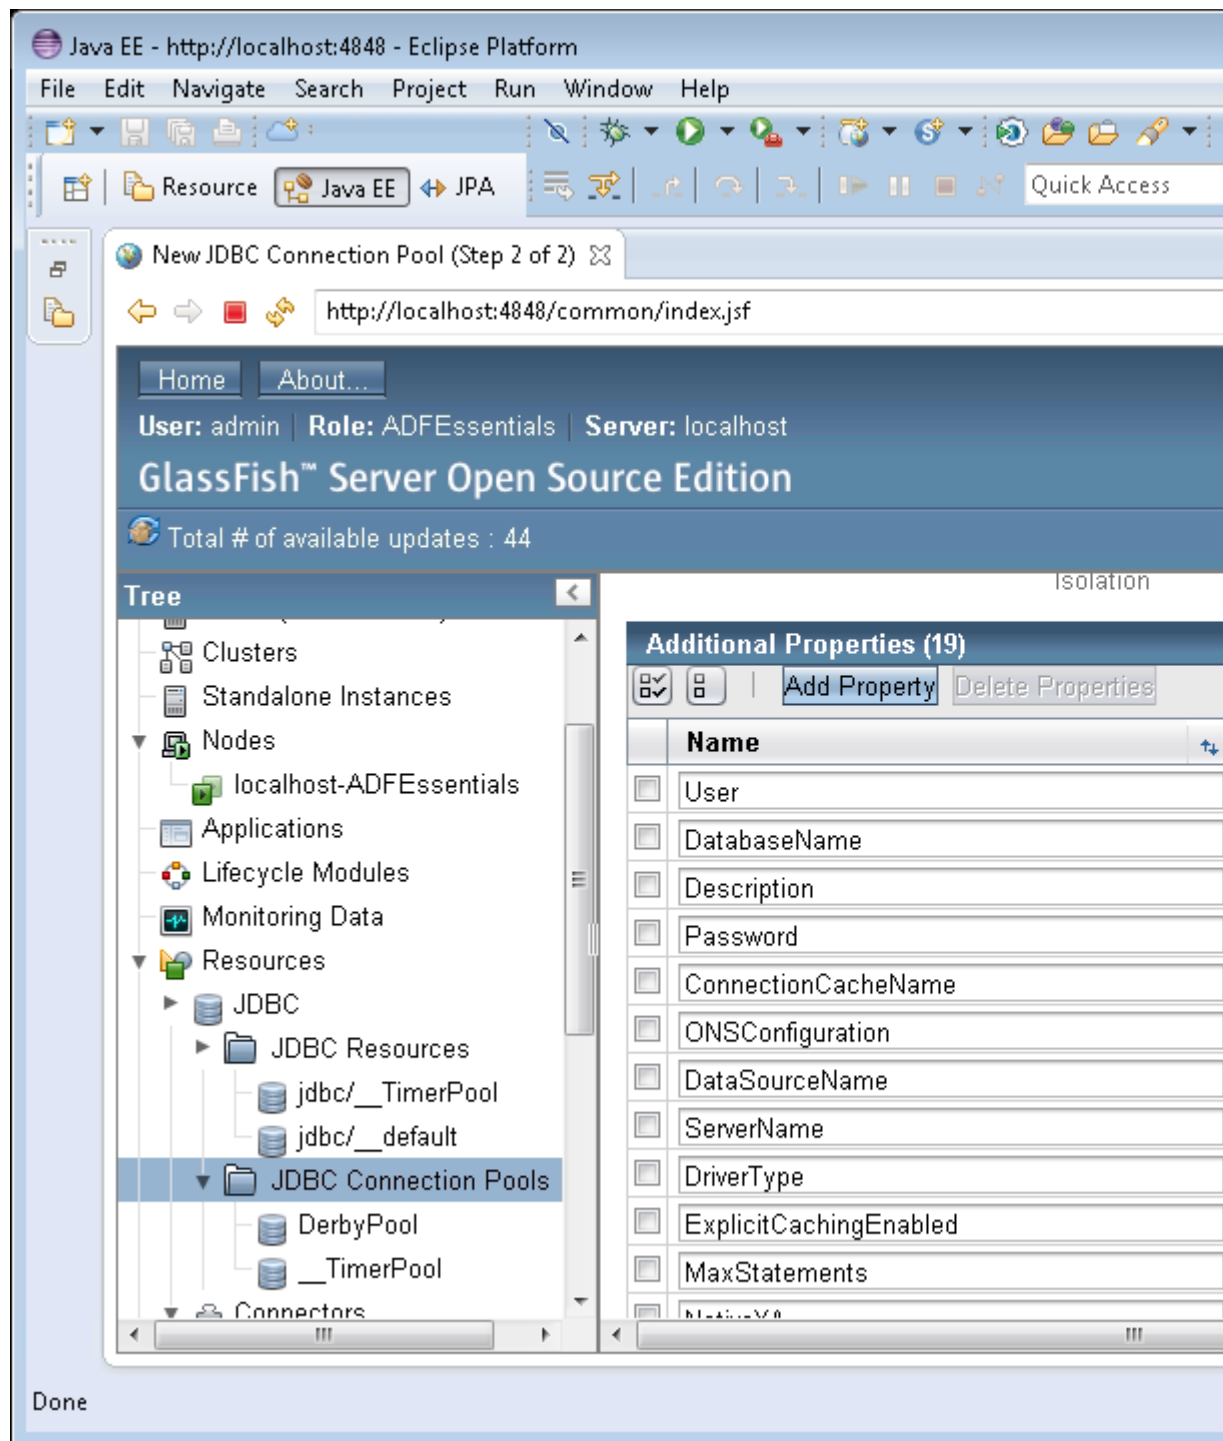 Java EE - http://localhost:4848 - Eclipse Platform
File Edit Navigate Search Project Run Window Help
Resource Java EE JPA Quick Access
New JDBC Connection Pool (Step 2 of 2)
http://localhost:4848/common/index.jsf
Home About...
User: admin | Role: ADFEssentials | Server: localhost
GlassFish™ Server Open Source Edition
Total # of available updates : 44
Tree
Clusters
Standalone Instances
Nodes
localhost-ADFEssentials
Applications
Lifecycle Modules
Monitoring Data
Resources
JDBC
JDBC Resources
jdbc/__TimerPool
jdbc/__default
JDBC Connection Pools
DerbyPool
__TimerPool
Connectors
Isolation
Additional Properties (19)
Add Property Delete Properties
Name
User
DatabaseName
Description
Password
ConnectionCacheName
ONSConfiguration
DataSourceName
ServerName
DriverType
ExplicitCachingEnabled
MaxStatements
NativeXA
Done